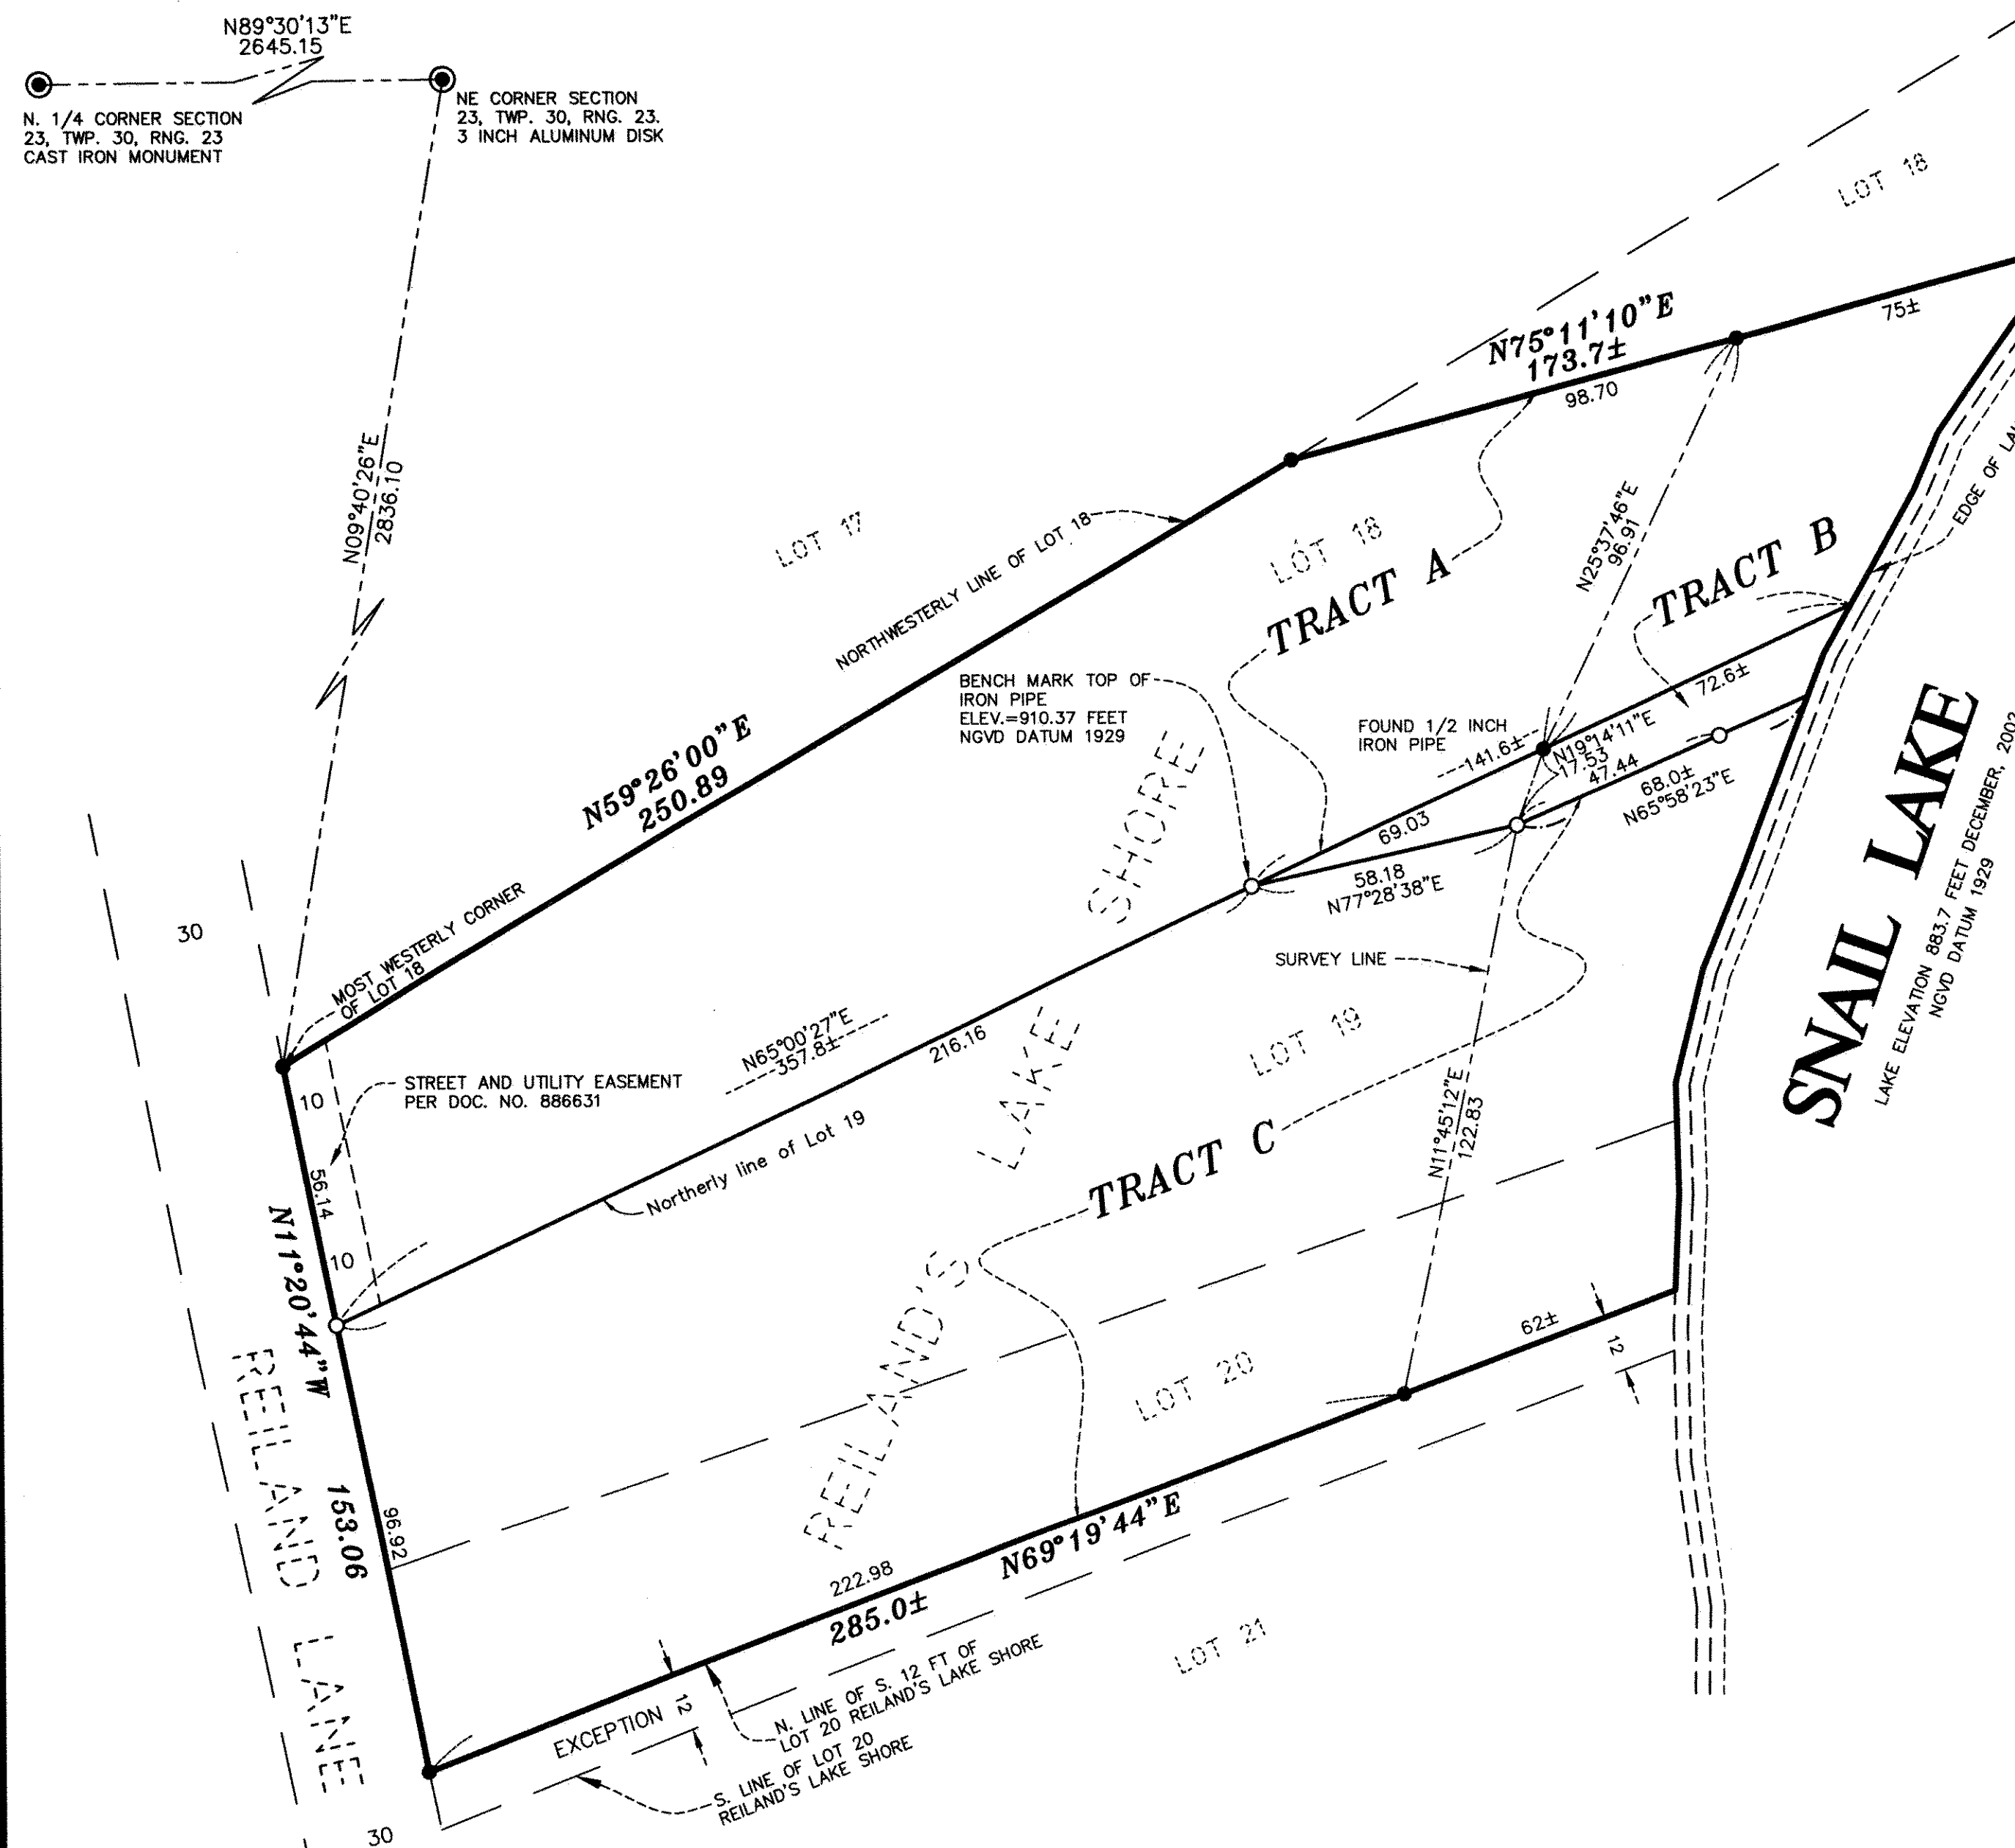 N89°30'13"E
2645.15
N. 1/4 CORNER SECTION
23, TWP. 30, RNG. 23
CAST IRON MONUMENT
NE CORNER SECTION
23, TWP. 30, RNG. 23.
3 INCH ALUMINUM DISK
LOT 18
N75°11'10"E
173.7±
75±
98.70
N09°40'26"E
2836.10
LOT 17
NORTHWESTERLY LINE OF LOT 18
LOT 18
TRACT A
N25°37'46"E
96.91
TRACT B
EDGE OF
BENCH MARK TOP OF
IRON PIPE
ELEV.=910.37 FEET
NGVD DATUM 1929
FOUND 1/2 INCH
IRON PIPE
141.6±
N19°14'11"E
17.53
47.44
72.6±
68.0±
N65°58'23"E
N59°26'00"E
250.89
69.03
58.18
N77°28'38"E
SNAIL LAKE
LAKE ELEVATION 883.7 FEET DECEMBER, 2002
NGVD DATUM 1929
30
MOST WESTERLY CORNER
OF LOT 18
SURVEY LINE
REILAND'S LAKE SHORE
N65°00'27"E
357.8±
216.16
LOT 19
10
STREET AND UTILITY EASEMENT
PER DOC. NO. 886631
56.14
10
Northerly line of Lot 19
TRACT C
N11°45'12"E
122.83
N11°20'44"W
153.06
96.92
REILAND LANE
LOT 20
62±
12
N69°19'44"E
222.98
285.0±
LOT 21
EXCEPTION
12
N. LINE OF S. 12 FT OF
LOT 20 REILAND'S LAKE SHORE
S. LINE OF LOT 20
REILAND'S LAKE SHORE
30